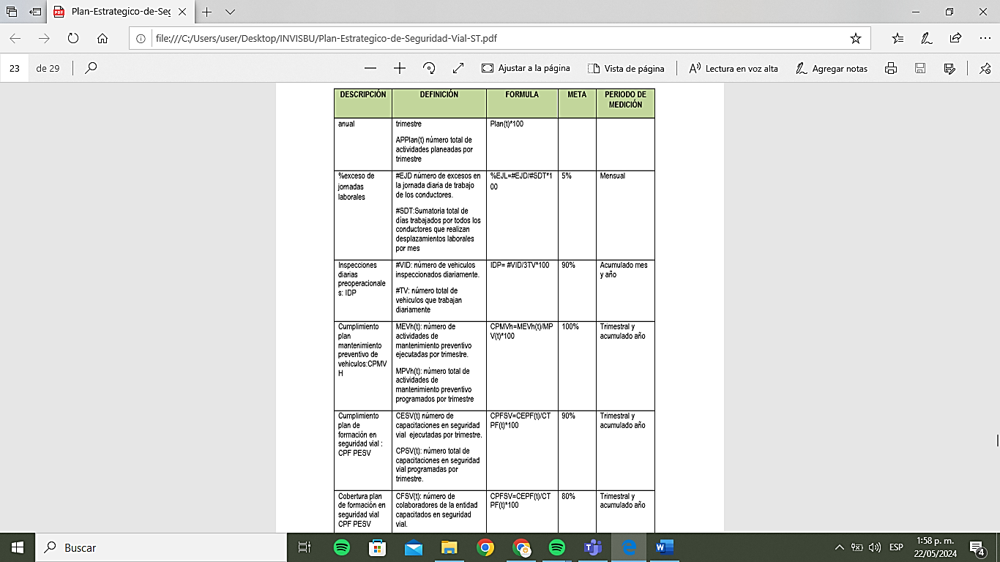 Plan-Estrategico-de-Seg
file:///C:/Users/user/Desktop/INVISBU/Plan-Estrategico-de-Seguridad-Vial-ST.pdf
23 de 29
Ajustar a la página
Vista de página
Lectura en voz alta
Agregar notas
DESCRIPCIÓN
DEFINICIÓN
FORMULA
META
PERIODO DE
MEDICIÓN
anual
trimestre
APPlan(t) número total de
actividades planeadas por
trimestre
Plan(t)*100
%exceso de
jornadas
laborales
#EJD número de excesos en
la jornada diaria de trabajo
de los conductores.
#SDT:Sumatoria total de
días trabajados por todos los
conductores que realizan
desplazamientos laborales
por mes
%EJL=#EJD/#SDT*1
00
5%
Mensual
Inspecciones
diarias
preoperacionale
s: IDP
#VID: número de vehiculos
inspeccionados diariamente.
#TV: número total de
vehiculos que trabajan
diariamente
IDP= #VID/3TV*100
90%
Acumulado mes
y año
Cumplimiento
plan
mantenimiento
preventivo de
vehiculos:CPMV
H
MEVh(t): número de
actividades de
mantenimiento preventivo
ejecutadas por trimestre.
MPVh(t): número total de
actividades de
mantenimiento preventivo
programados por trimestre
CPMVh=MEVh(t)/MP
V(t)*100
100%
Trimestral y
acumulado año
Cumplimiento
plan de
formación en
seguridad vial :
CPF PESV
CESV(t) número de
capacitaciones en seguridad
vial ejecutadas por trimestre.
CPSV(t): número total de
capacitaciones en seguridad
vial programadas por
trimestre.
CPFSV=CEPF(t)/CT
PF(t)*100
90%
Trimestral y
acumulado año
Cobertura plan
de formación en
seguridad vial
CPF PESV
CFSV(t): número de
colaboradores de la entidad
capacitados en seguridad
vial.
CPFSV=CEPF(t)/CT
PF(t)*100
80%
Trimestral y
acumulado año
Buscar
ESP
1:58 p. m.
22/05/2024
4